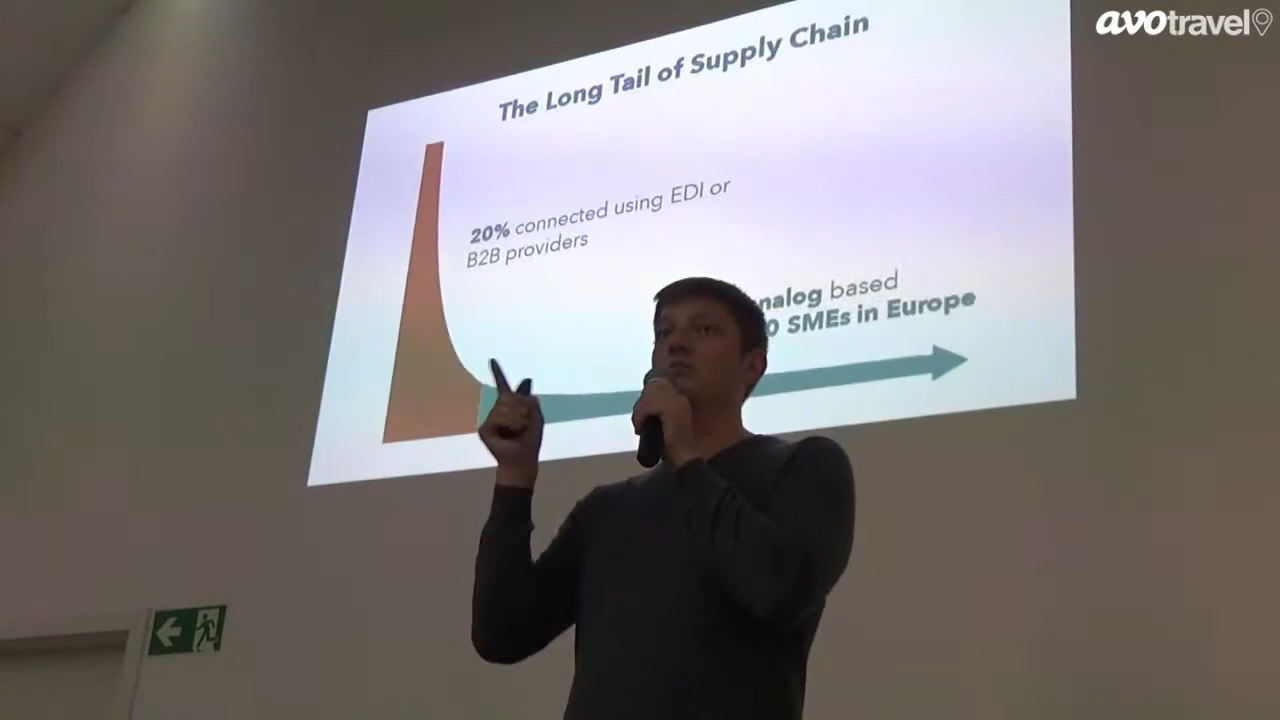 avotravel
The Long Tail of Supply Chain
20% connected using EDI or
B2B providers
based
SMEs in Europe